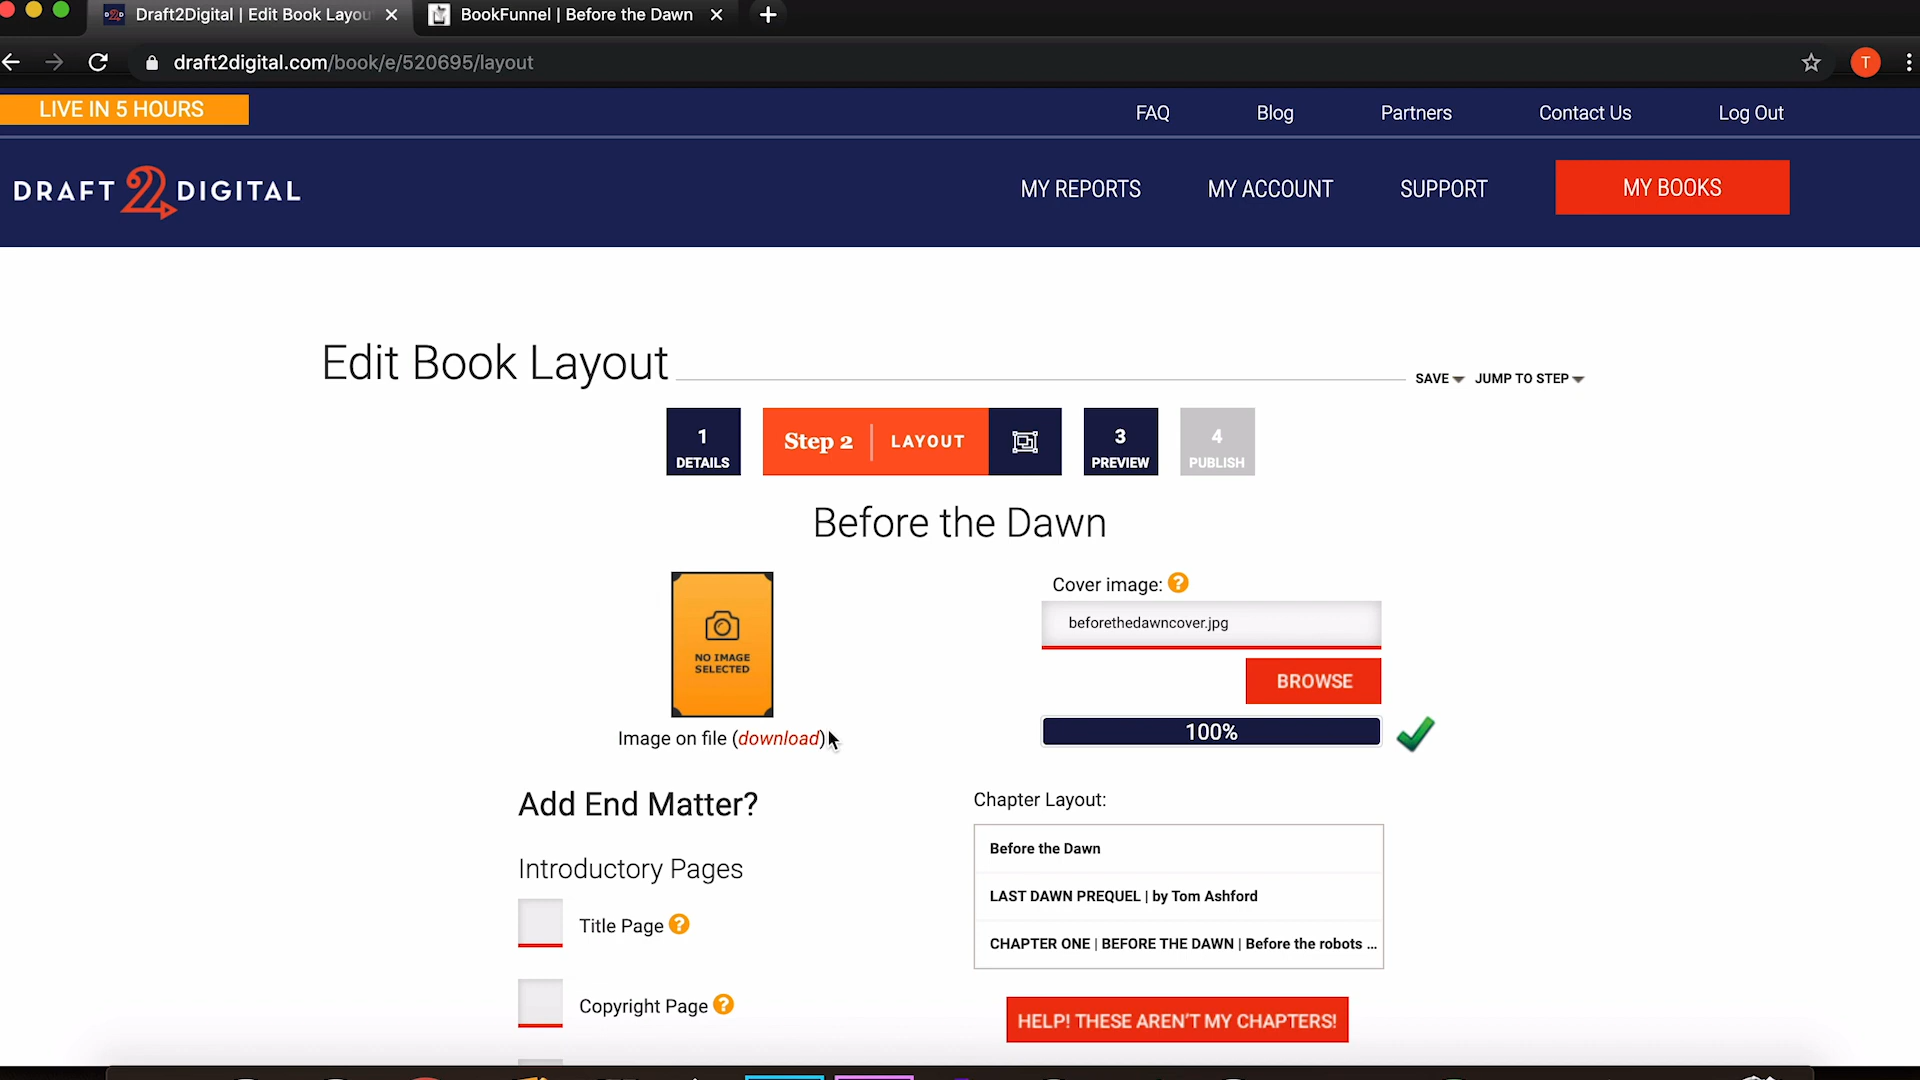 Draft2Digital | Edit Book Layou
BookFunnel | Before the Dawn
draft2digital.com/book/e/520695/layout
T
LIVE IN 5 HOURS
FAQ
Blog
Partners
Contact Us
Log Out
DRAFT 2 DIGITAL
MY REPORTS
MY ACCOUNT
SUPPORT
MY BOOKS
Edit Book Layout
SAVE
JUMP TO STEP
1
DETAILS
Step 2
LAYOUT
3
PREVIEW
4
PUBLISH
Before the Dawn
NO IMAGE
SELECTED
Image on file (download)
Cover image: ?
beforethedawncover.jpg
BROWSE
100%
Add End Matter?
Introductory Pages
Title Page ?
Copyright Page ?
Chapter Layout:
Before the Dawn
LAST DAWN PREQUEL | by Tom Ashford
CHAPTER ONE | BEFORE THE DAWN | Before the robots ...
HELP! THESE AREN'T MY CHAPTERS!